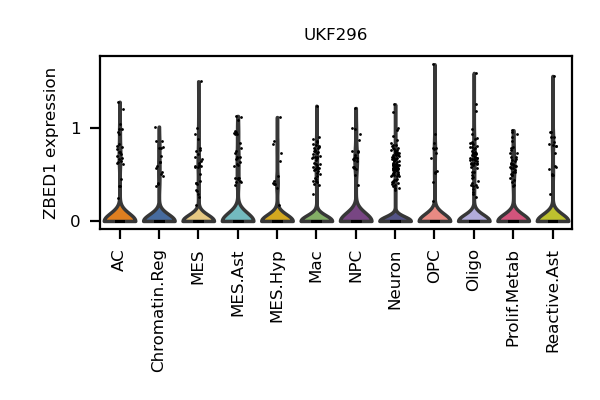 UKF296
ZBED1 expression
1
0
AC
Chromatin.Reg
MES
MES.Ast
MES.Hyp
Mac
NPC
Neuron
OPC
Oligo
Prolif.Metab
Reactive.Ast